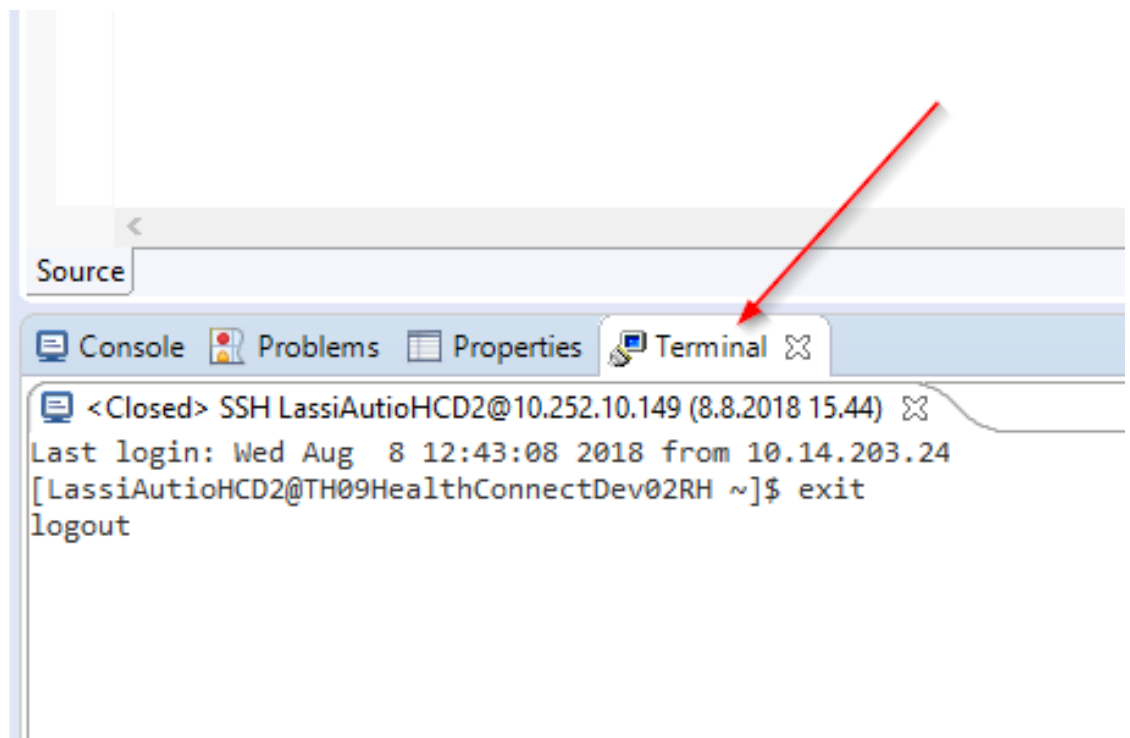 Source
Console Problems Properties Terminal
<Closed> SSH LassiAutioHCD2@10.252.10.149 (8.8.2018 15.44)
Last login: Wed Aug  8 12:43:08 2018 from 10.14.203.24
[LassiAutioHCD2@TH09HealthConnectDev02RH ~]$ exit
logout